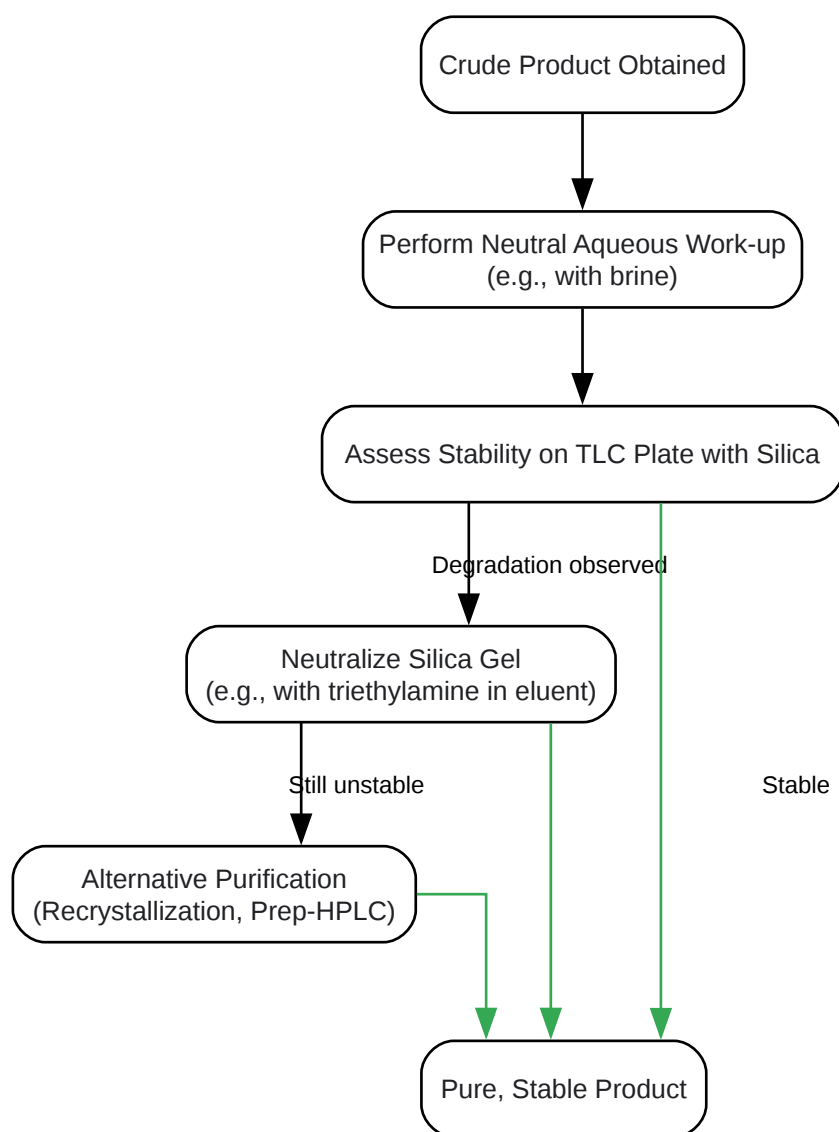 Crude Product Obtained
Perform Neutral Aqueous Work-up
(e.g., with brine)
Assess Stability on TLC Plate with Silica
Degradation observed
Neutralize Silica Gel
(e.g., with triethylamine in eluent)
Still unstable
Stable
Alternative Purification
(Recrystallization, Prep-HPLC)
Pure, Stable Product